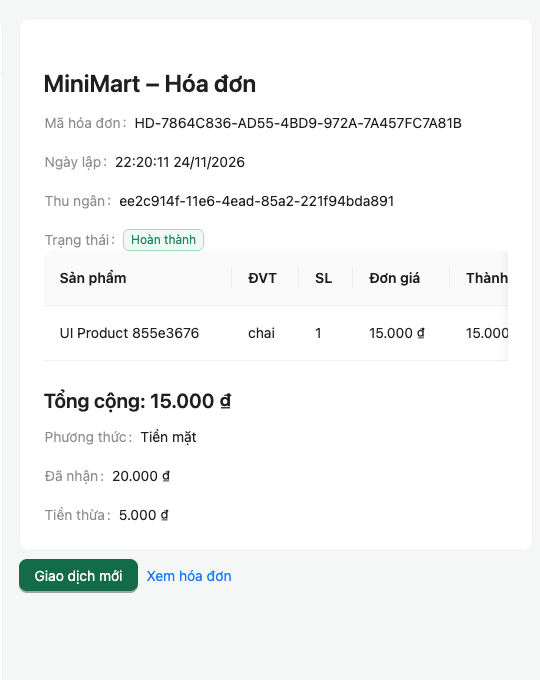 MiniMart – Hóa đơn
Mã hóa đơn: HD-7864C836-AD55-4BD9-972A-7A457FC7A81B
Ngày lập: 22:20:11 24/11/2026
Thu ngân: ee2c914f-11e6-4ead-85a2-221f94bda891
Trạng thái: Hoàn thành
Sản phẩm ĐVT SL Đơn giá Thành
UI Product 855e3676 chai 1 15.000 ₫ 15.000
Tổng cộng: 15.000 ₫
Phương thức: Tiền mặt
Đã nhận: 20.000 ₫
Tiền thừa: 5.000 ₫
Giao dịch mới Xem hóa đơn